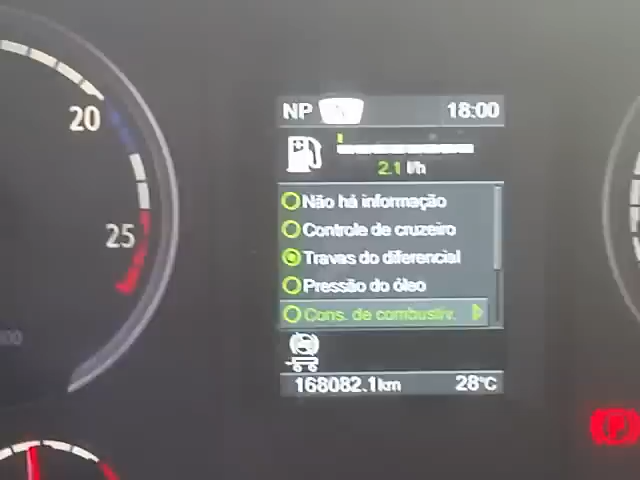 20
25
NP 18:00
2.1 l/h
Não há informação
Controle de cruzeiro
Travas do diferencial
Pressão do óleo
Cons. de combustív.
168082.1km 28°C
P